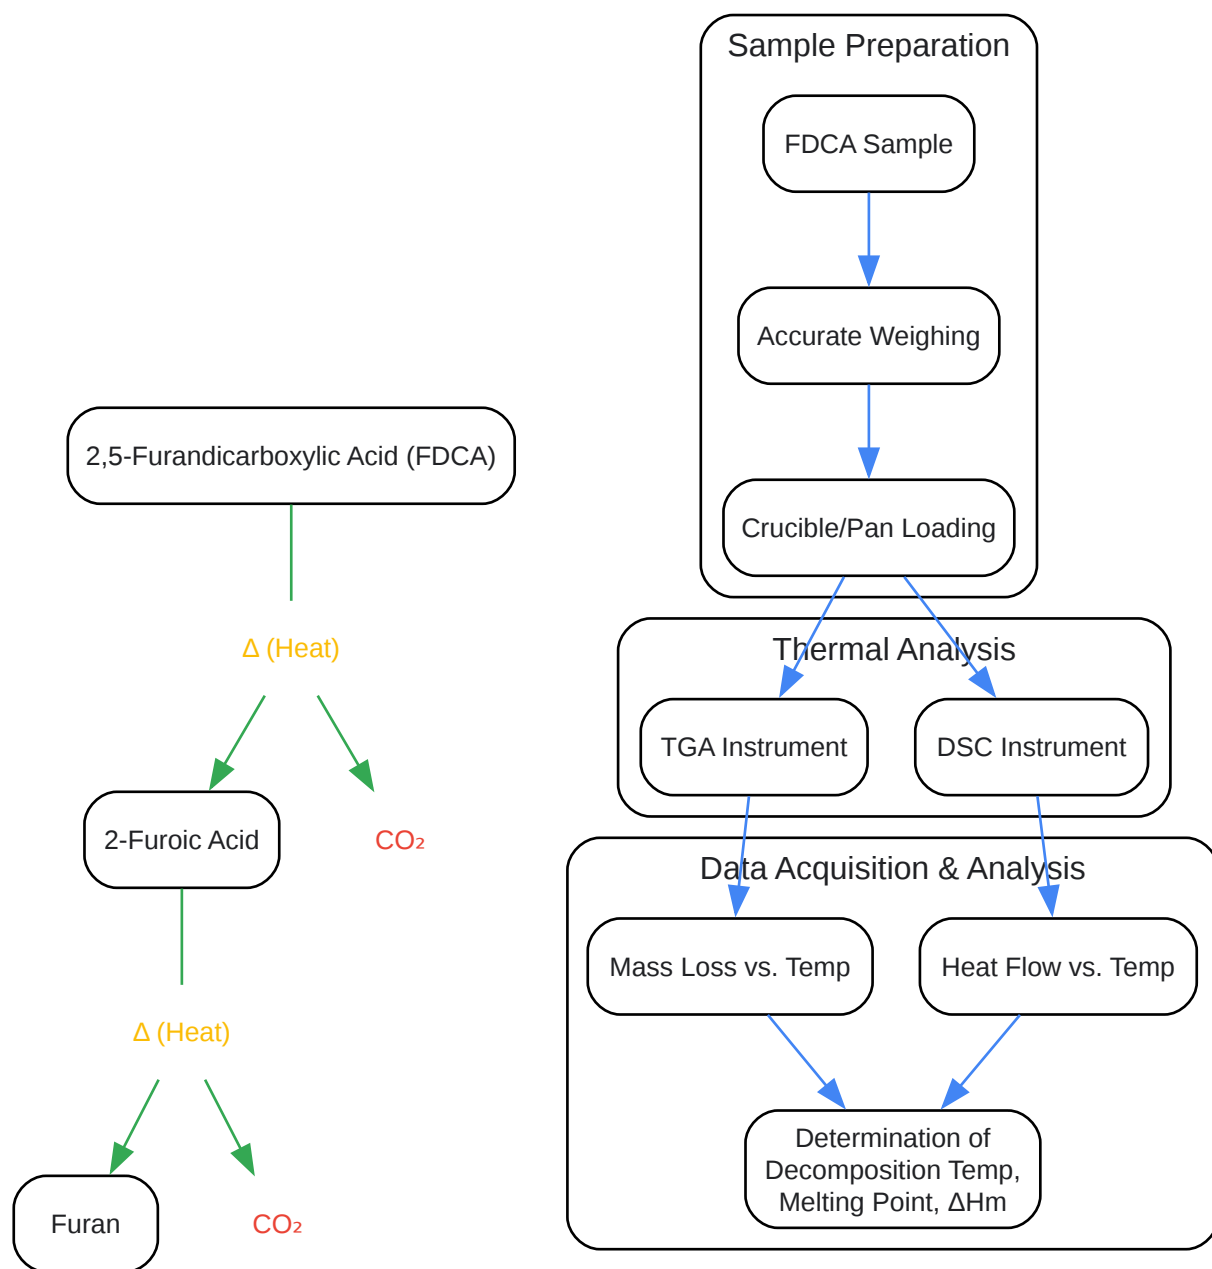 2,5-Furandicarboxylic Acid (FDCA)
Δ (Heat)
2-Furoic Acid
CO₂
Δ (Heat)
Furan
CO₂
Sample Preparation
FDCA Sample
Accurate Weighing
Crucible/Pan Loading
Thermal Analysis
TGA Instrument
DSC Instrument
Data Acquisition & Analysis
Mass Loss vs. Temp
Heat Flow vs. Temp
Determination of
Decomposition Temp,
Melting Point, ΔHm